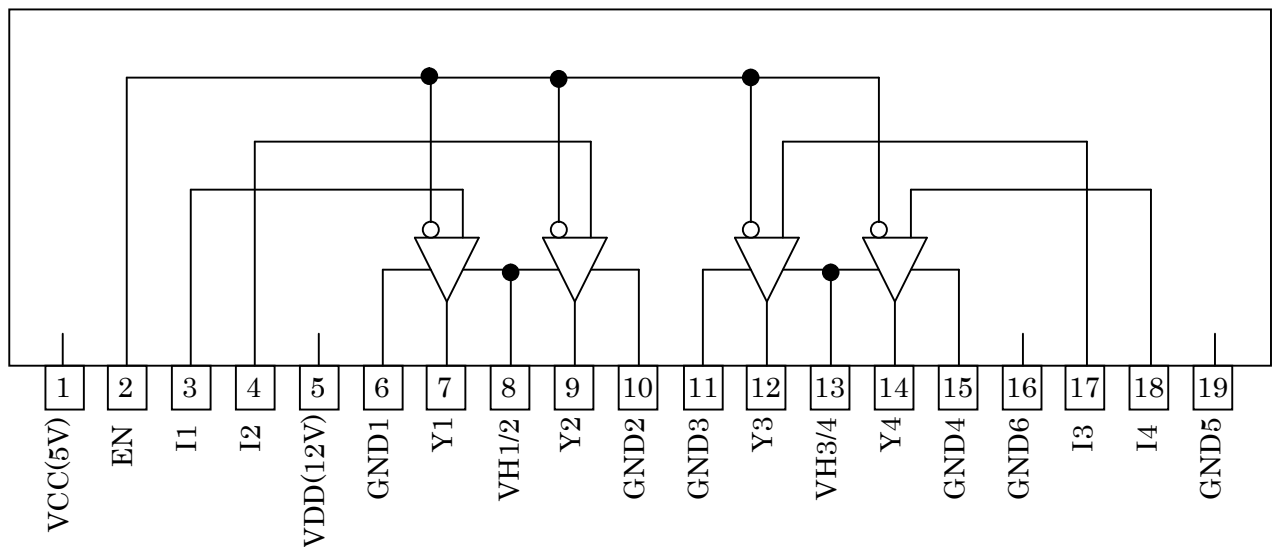 1 2 3 4 5 6 7 8 9 10 11 12 13 14 15 16 17 18 19
VCC(5V)
EN
I1
I2
VDD(12V)
GND1
Y1
VH1/2
Y2
GND2
GND3
Y3
VH3/4
Y4
GND4
GND6
I3
I4
GND5